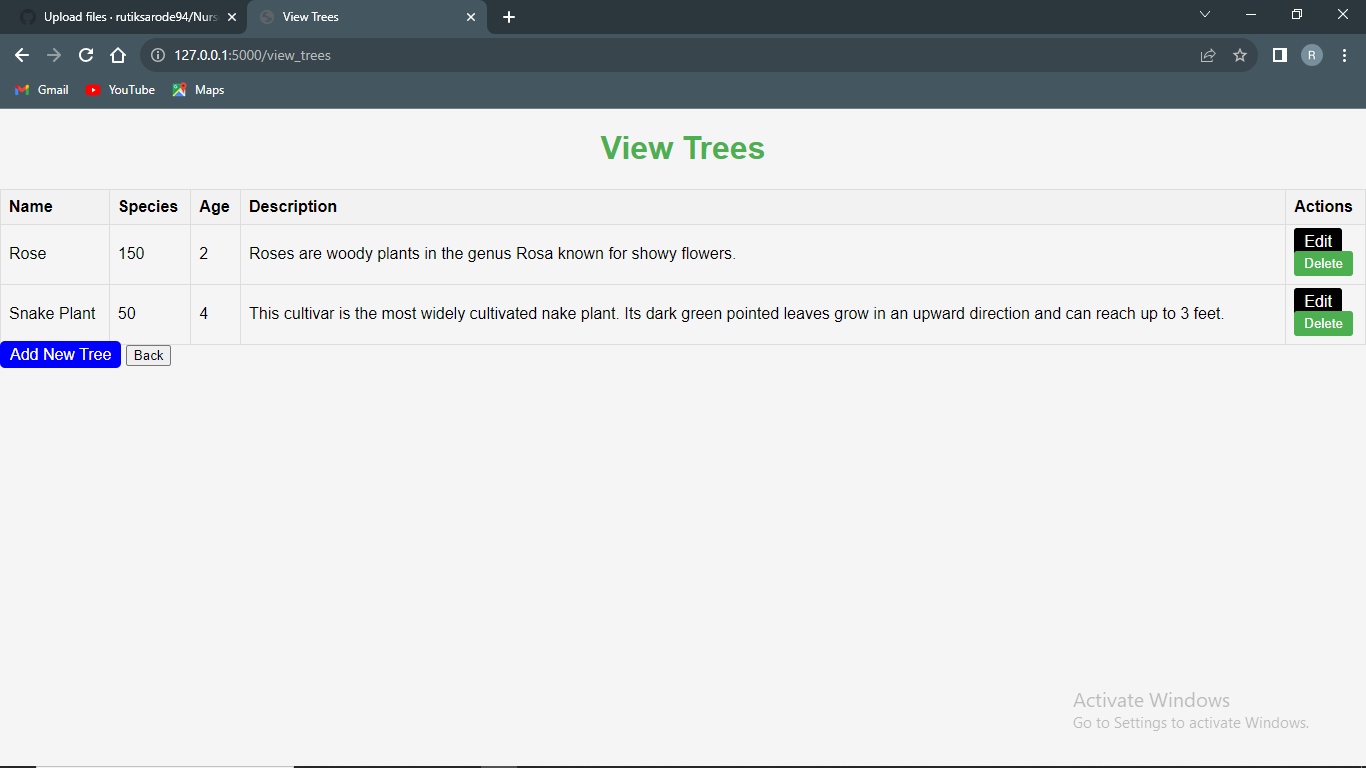 Upload files · rutiksarode94/Nurs
View Trees
127.0.0.1:5000/view_trees
R
Gmail YouTube Maps
View Trees
Name Species Age Description Actions
Rose 150 2 Roses are woody plants in the genus Rosa known for showy flowers. Edit
Delete
Snake Plant 50 4 This cultivar is the most widely cultivated nake plant. Its dark green pointed leaves grow in an upward direction and can reach up to 3 feet. Edit
Delete
Add New Tree Back
Activate Windows
Go to Settings to activate Windows.